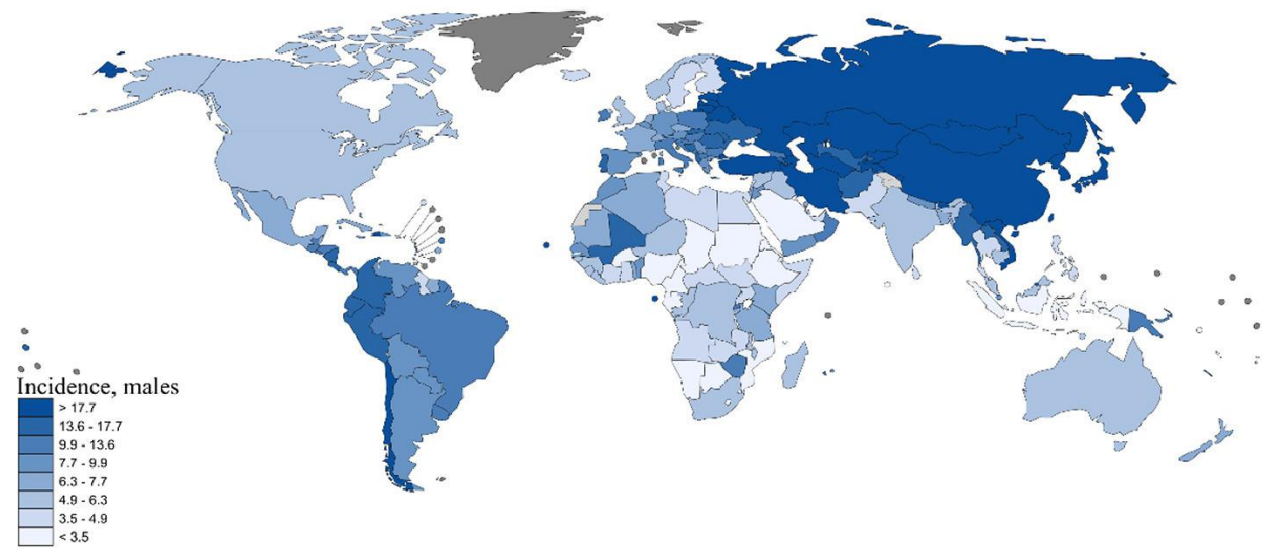 Incidence, males
> 17.7
13.6 - 17.7
9.9 - 13.6
7.7 - 9.9
6.3 - 7.7
4.9 - 6.3
3.5 - 4.9
< 3.5